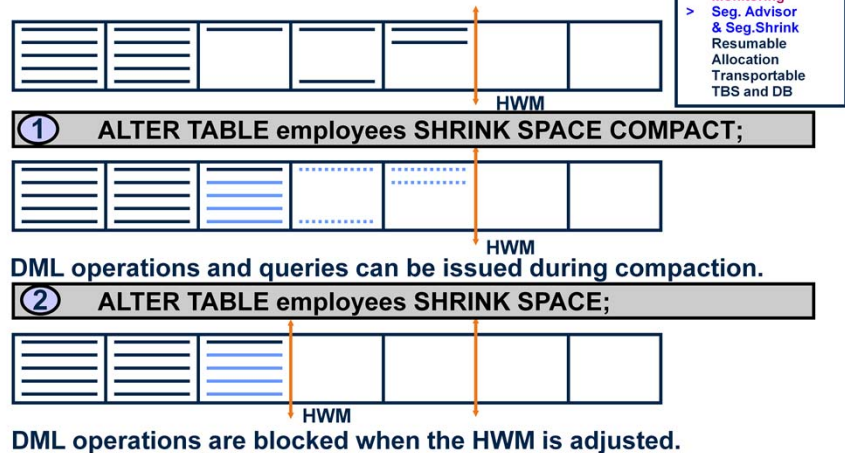 > Seg. Advisor
& Seg.Shrink
Resumable
Allocation
Transportable
TBS and DB
HWM
1 ALTER TABLE employees SHRINK SPACE COMPACT;
HWM
DML operations and queries can be issued during compaction.
2 ALTER TABLE employees SHRINK SPACE;
HWM
DML operations are blocked when the HWM is adjusted.